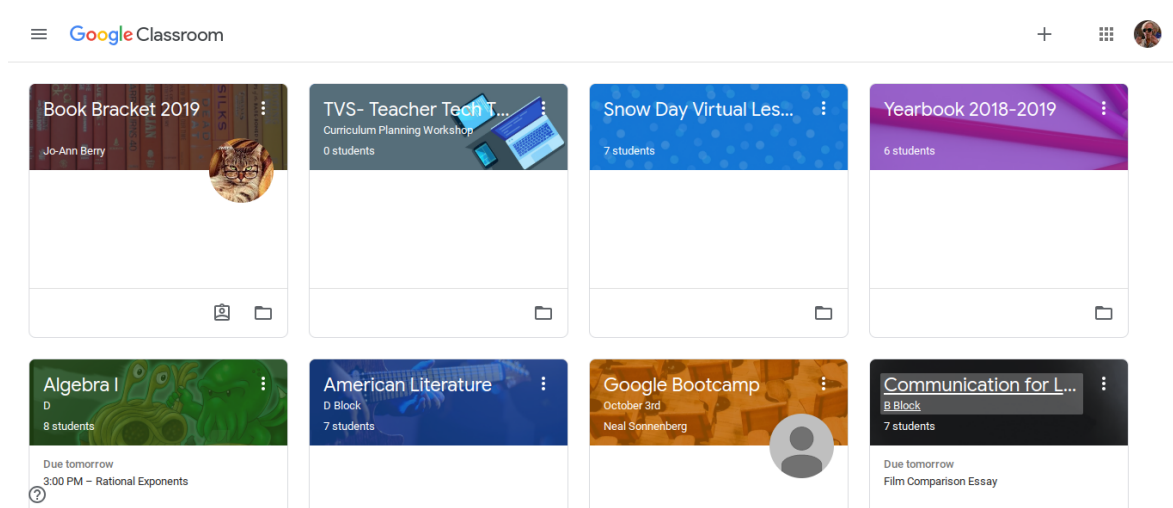 Google Classroom
Book Bracket 2019
Jo-Ann Berry
TVS- Teacher Tech T...
Curriculum Planning Workshop
0 students
Snow Day Virtual Les...
7 students
Yearbook 2018-2019
6 students
Algebra I
D
8 students
Due tomorrow
3:00 PM – Rational Exponents
American Literature
D Block
7 students
Google Bootcamp
October 3rd
Neal Sonnenberg
Communication for L...
B Block
7 students
Due tomorrow
Film Comparison Essay